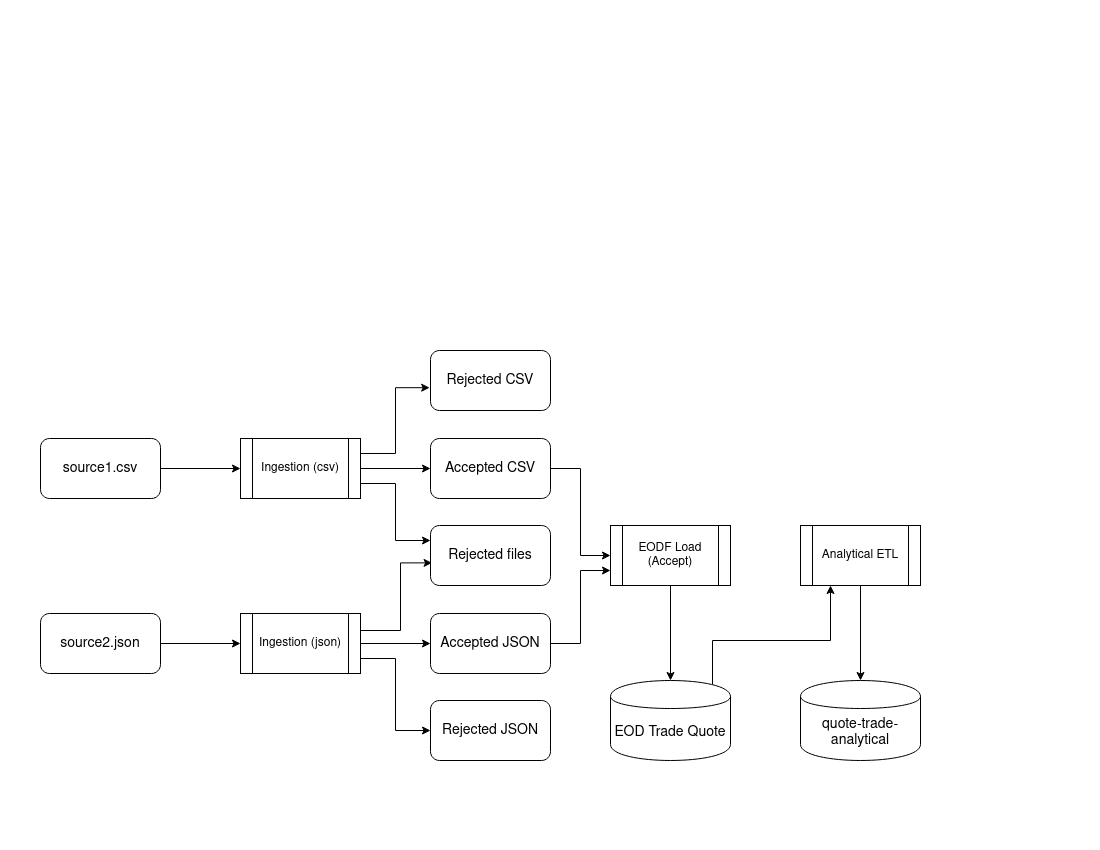 Rejected CSV
source1.csv
Ingestion (csv)
Accepted CSV
Rejected files
EODF Load
(Accept)
Analytical ETL
source2.json
Ingestion (json)
Accepted JSON
Rejected JSON
EOD Trade Quote
quote-trade-
analytical